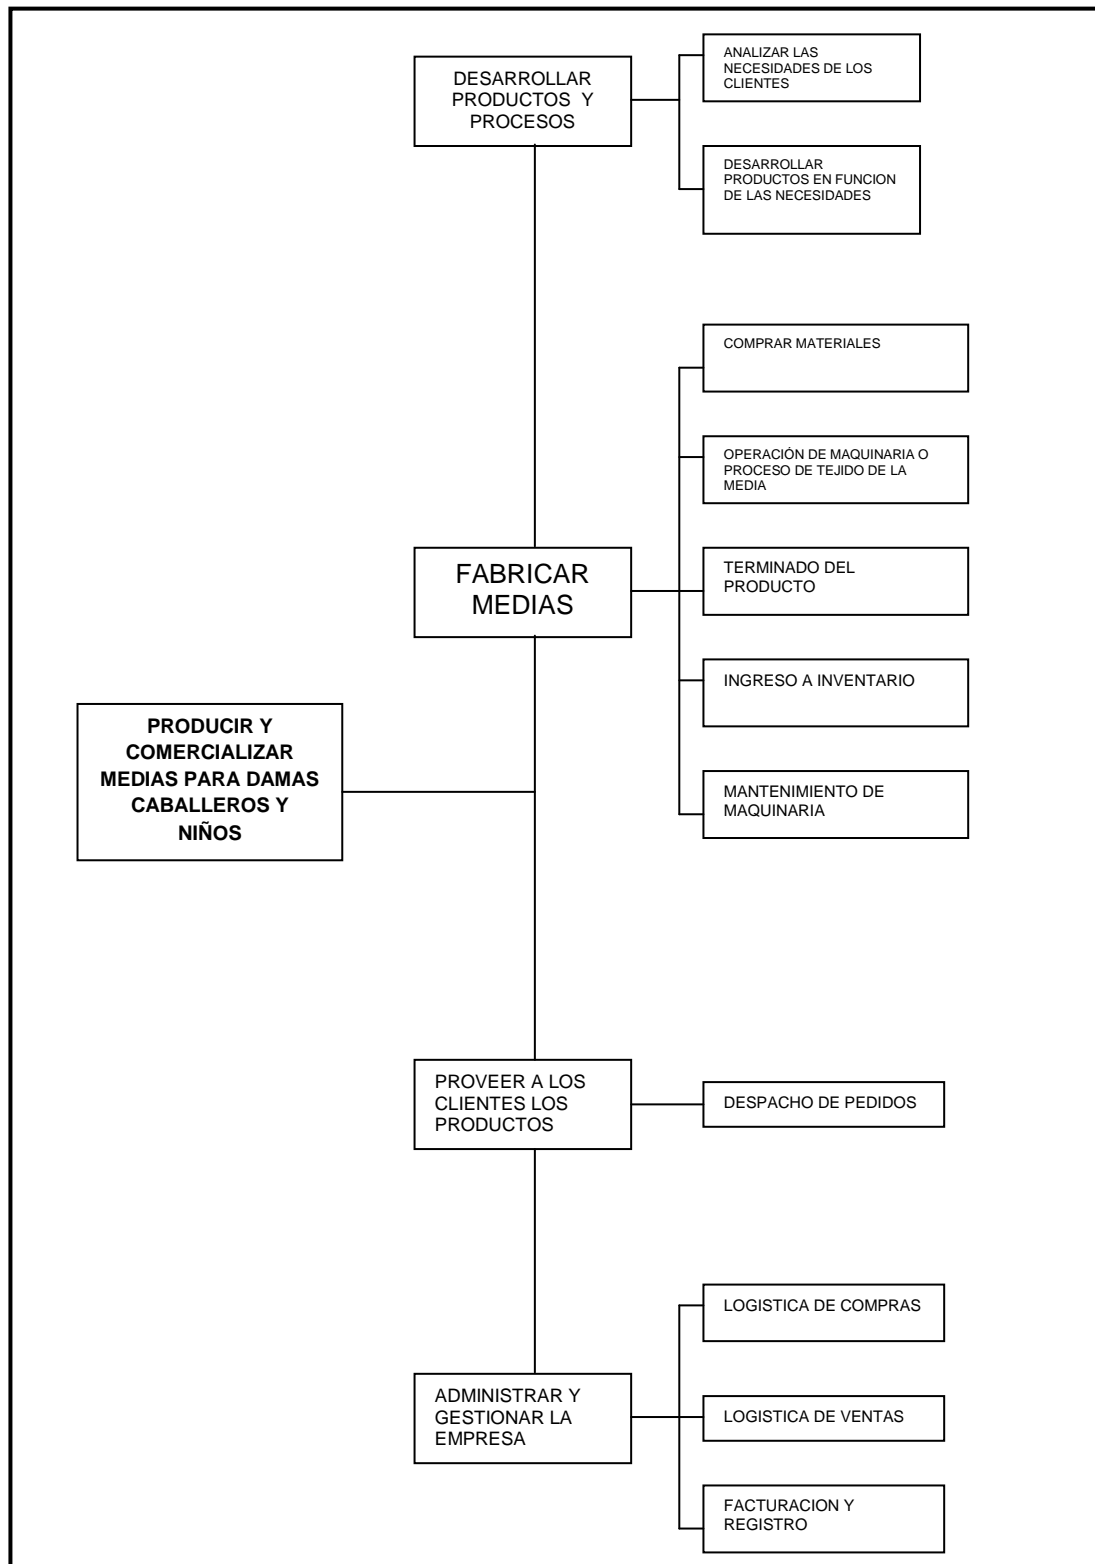 DESARROLLAR
PRODUCTOS Y
PROCESOS
ANALIZAR LAS
NECESIDADES DE LOS
CLIENTES
DESARROLLAR
PRODUCTOS EN FUNCION
DE LAS NECESIDADES
FABRICAR
MEDIAS
COMPRAR MATERIALES
OPERACIÓN DE MAQUINARIA O
PROCESO DE TEJIDO DE LA
MEDIA
TERMINADO DEL
PRODUCTO
INGRESO A INVENTARIO
MANTENIMIENTO DE
MAQUINARIA
PRODUCIR Y
COMERCIALIZAR
MEDIAS PARA DAMAS
CABALLEROS Y
NIÑOS
PROVEER A LOS
CLIENTES LOS
PRODUCTOS
DESPACHO DE PEDIDOS
ADMINISTRAR Y
GESTIONAR LA
EMPRESA
LOGISTICA DE COMPRAS
LOGISTICA DE VENTAS
FACTURACION Y
REGISTRO